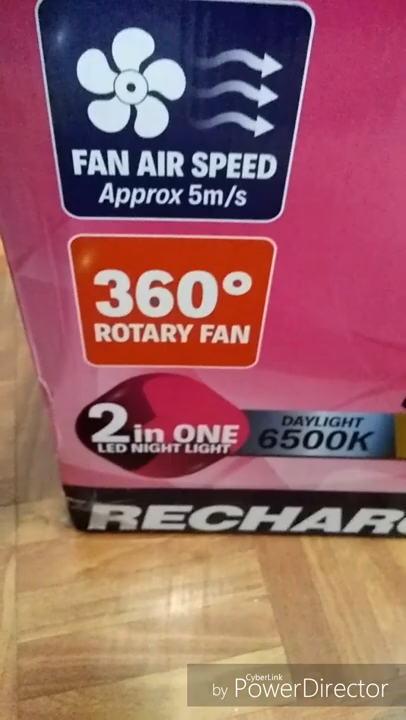 FAN AIR SPEED
Approx 5m/s
360°
ROTARY FAN
2 in ONE
LED NIGHT LIGHT
DAYLIGHT
6500K
CyberLink
by PowerDirector